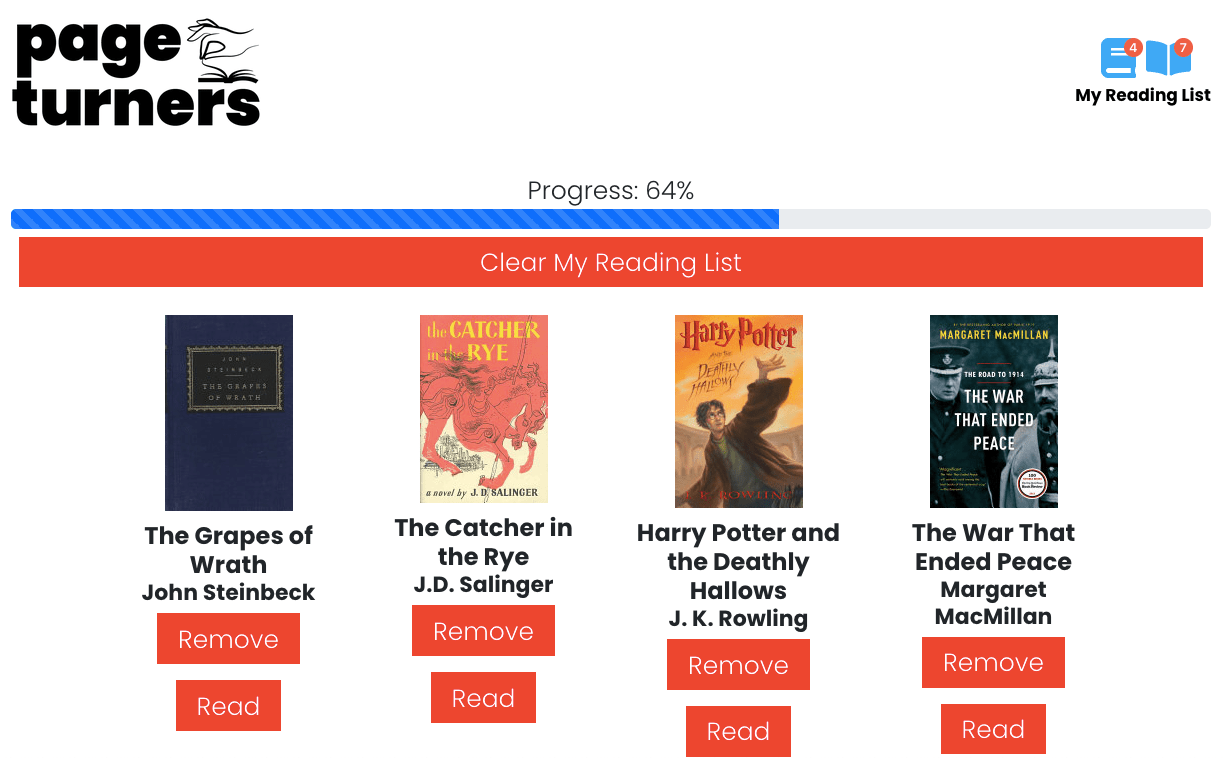 page
turners
4
7
My Reading List
Progress: 64%
Clear My Reading List
JOHN
STEINBECK
THE GRAPES
OF WRATH
the CATCHER
in the RYE
a novel by J. D. SALINGER
Harry Potter
AND THE
DEATHLY
HALLOWS
J. K. ROWLING
MARGARET MACMILLAN
THE ROAD TO 1914
THE WAR
THAT ENDED
PEACE
The Grapes of
Wrath
John Steinbeck
Remove
Read
The Catcher in
the Rye
J.D. Salinger
Remove
Read
Harry Potter and
the Deathly
Hallows
J. K. Rowling
Remove
Read
The War That
Ended Peace
Margaret
MacMillan
Remove
Read